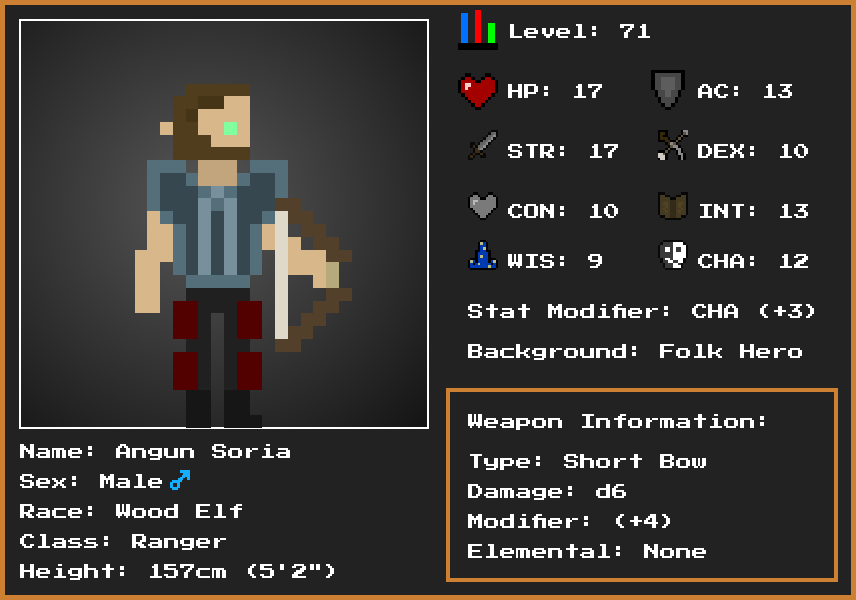 Level: 71
HP: 17 AC: 13
STR: 17 DEX: 10
CON: 10 INT: 13
WIS: 9 CHA: 12
Stat Modifier: CHA (+3)
Background: Folk Hero
Weapon Information:
Type: Short Bow
Damage: d6
Modifier: (+4)
Elemental: None
Name: Angun Soria
Sex: Male ♂
Race: Wood Elf
Class: Ranger
Height: 157cm (5'2")